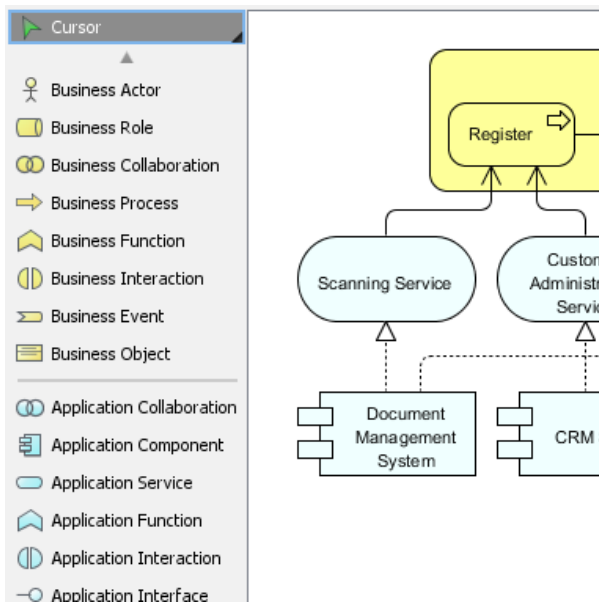 Cursor
Business Actor
Business Role
Business Collaboration
Business Process
Business Function
Business Interaction
Business Event
Business Object
Application Collaboration
Application Component
Application Service
Application Function
Application Interaction
Application Interface
Register
Scanning Service
Document
Management
System
CRM